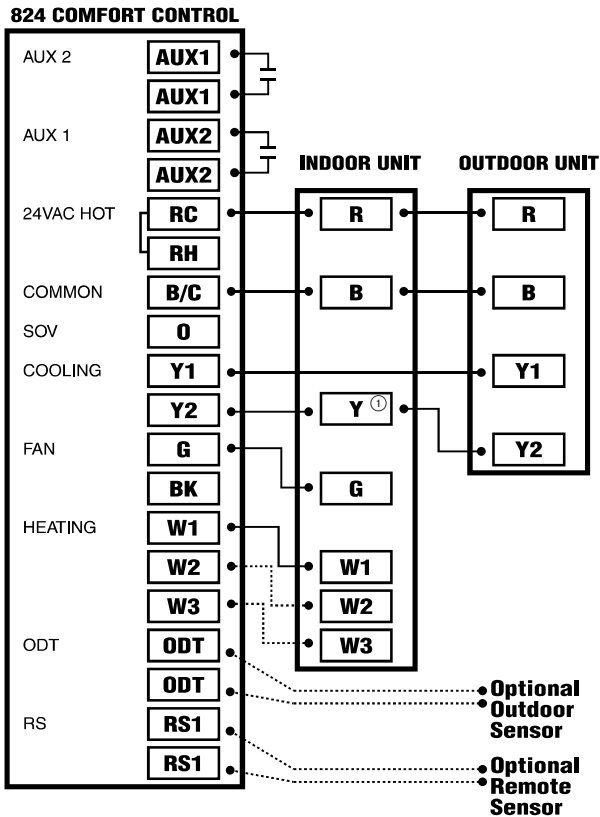 824 COMFORT CONTROL
AUX 2 AUX1
AUX1
AUX 1 AUX2
AUX2
INDOOR UNIT OUTDOOR UNIT
24VAC HOT RC R R
RH
COMMON B/C B B
SOV O
COOLING Y1 Y1
Y2 Y ① Y2
FAN G G
BK
HEATING W1 W1
W2 W2
W3 W3
ODT ODT
ODT
Optional
Outdoor
Sensor
RS RS1
RS1
Optional
Remote
Sensor